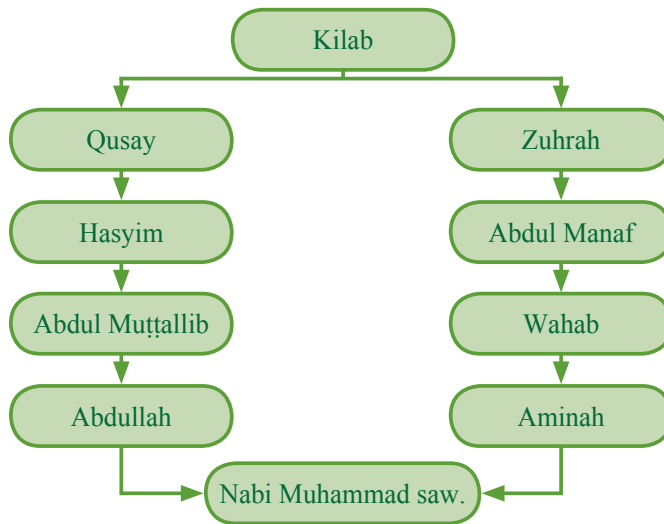 Kilab
Qusay
Zuhrah
Hasyim
Abdul Manaf
Abdul Muṭṭallib
Wahab
Abdullah
Aminah
Nabi Muhammad saw.